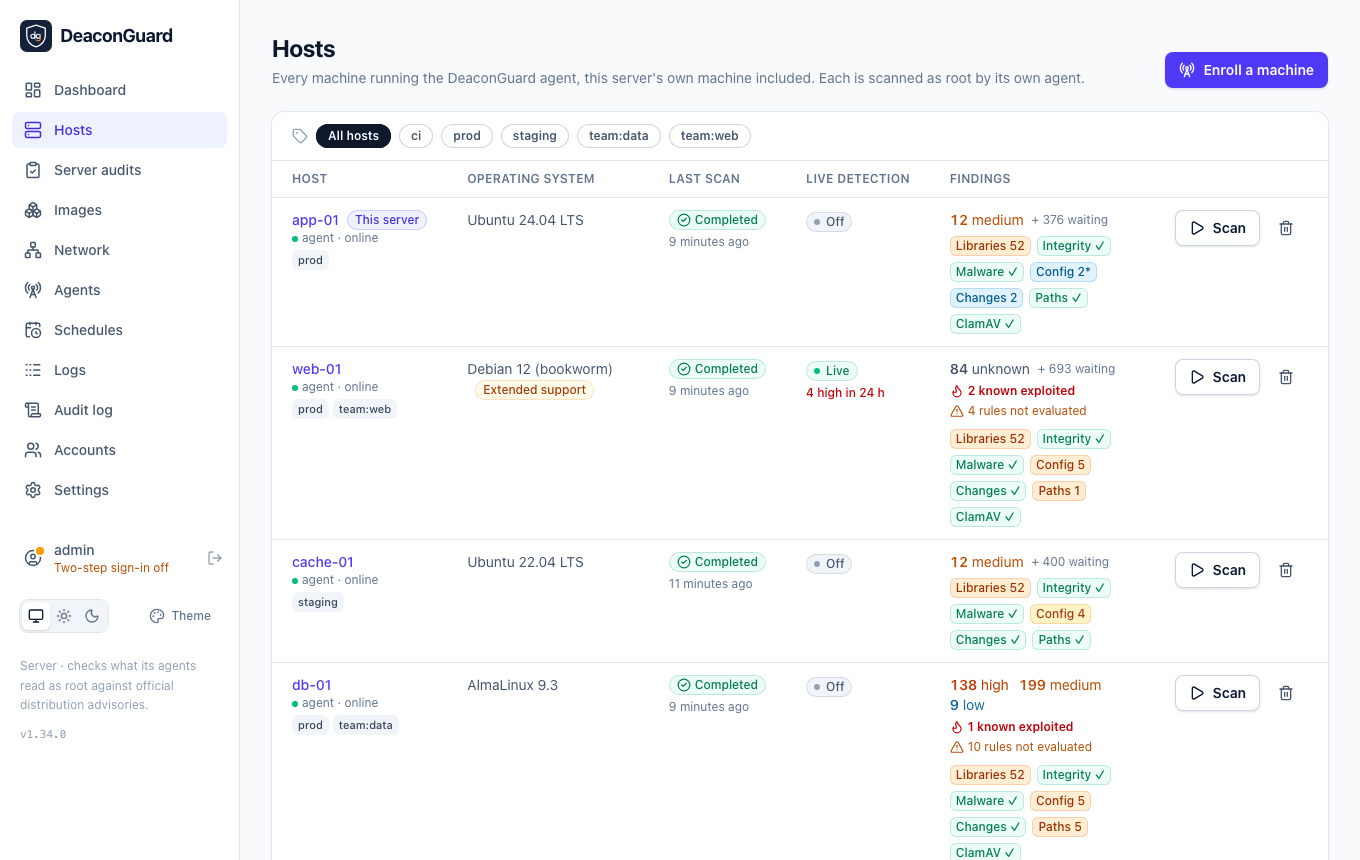 DeaconGuard
Dashboard
Hosts
Server audits
Images
Network
Agents
Schedules
Logs
Audit log
Accounts
Settings
admin
Two-step sign-in off
Theme
Server · checks what its agents
read as root against official
distribution advisories.
v1.34.0
Hosts
Every machine running the DeaconGuard agent, this server's own machine included. Each is scanned as root by its own agent.
Enroll a machine
All hosts ci prod staging team:data team:web
HOST OPERATING SYSTEM LAST SCAN LIVE DETECTION FINDINGS
app-01 This server Ubuntu 24.04 LTS Completed Off 12 medium + 376 waiting Scan
agent · online 9 minutes ago
prod
Libraries 52 Integrity ✓
Malware ✓ Config 2*
Changes 2 Paths ✓
ClamAV ✓
web-01 Debian 12 (bookworm) Completed Live 84 unknown + 693 waiting Scan
agent · online Extended support 9 minutes ago 4 high in 24 h 2 known exploited
prod team:web 4 rules not evaluated
Libraries 52 Integrity ✓
Malware ✓ Config 5
Changes ✓ Paths 1
ClamAV ✓
cache-01 Ubuntu 22.04 LTS Completed Off 12 medium + 400 waiting Scan
agent · online 11 minutes ago
staging
Libraries 52 Integrity ✓
Malware ✓ Config 4
Changes ✓ Paths ✓
db-01 AlmaLinux 9.3 Completed Off 138 high 199 medium Scan
agent · online 9 minutes ago 9 low
prod team:data 1 known exploited
10 rules not evaluated
Libraries 52 Integrity ✓
Malware ✓ Config 5
Changes ✓ Paths 5
ClamAV ✓